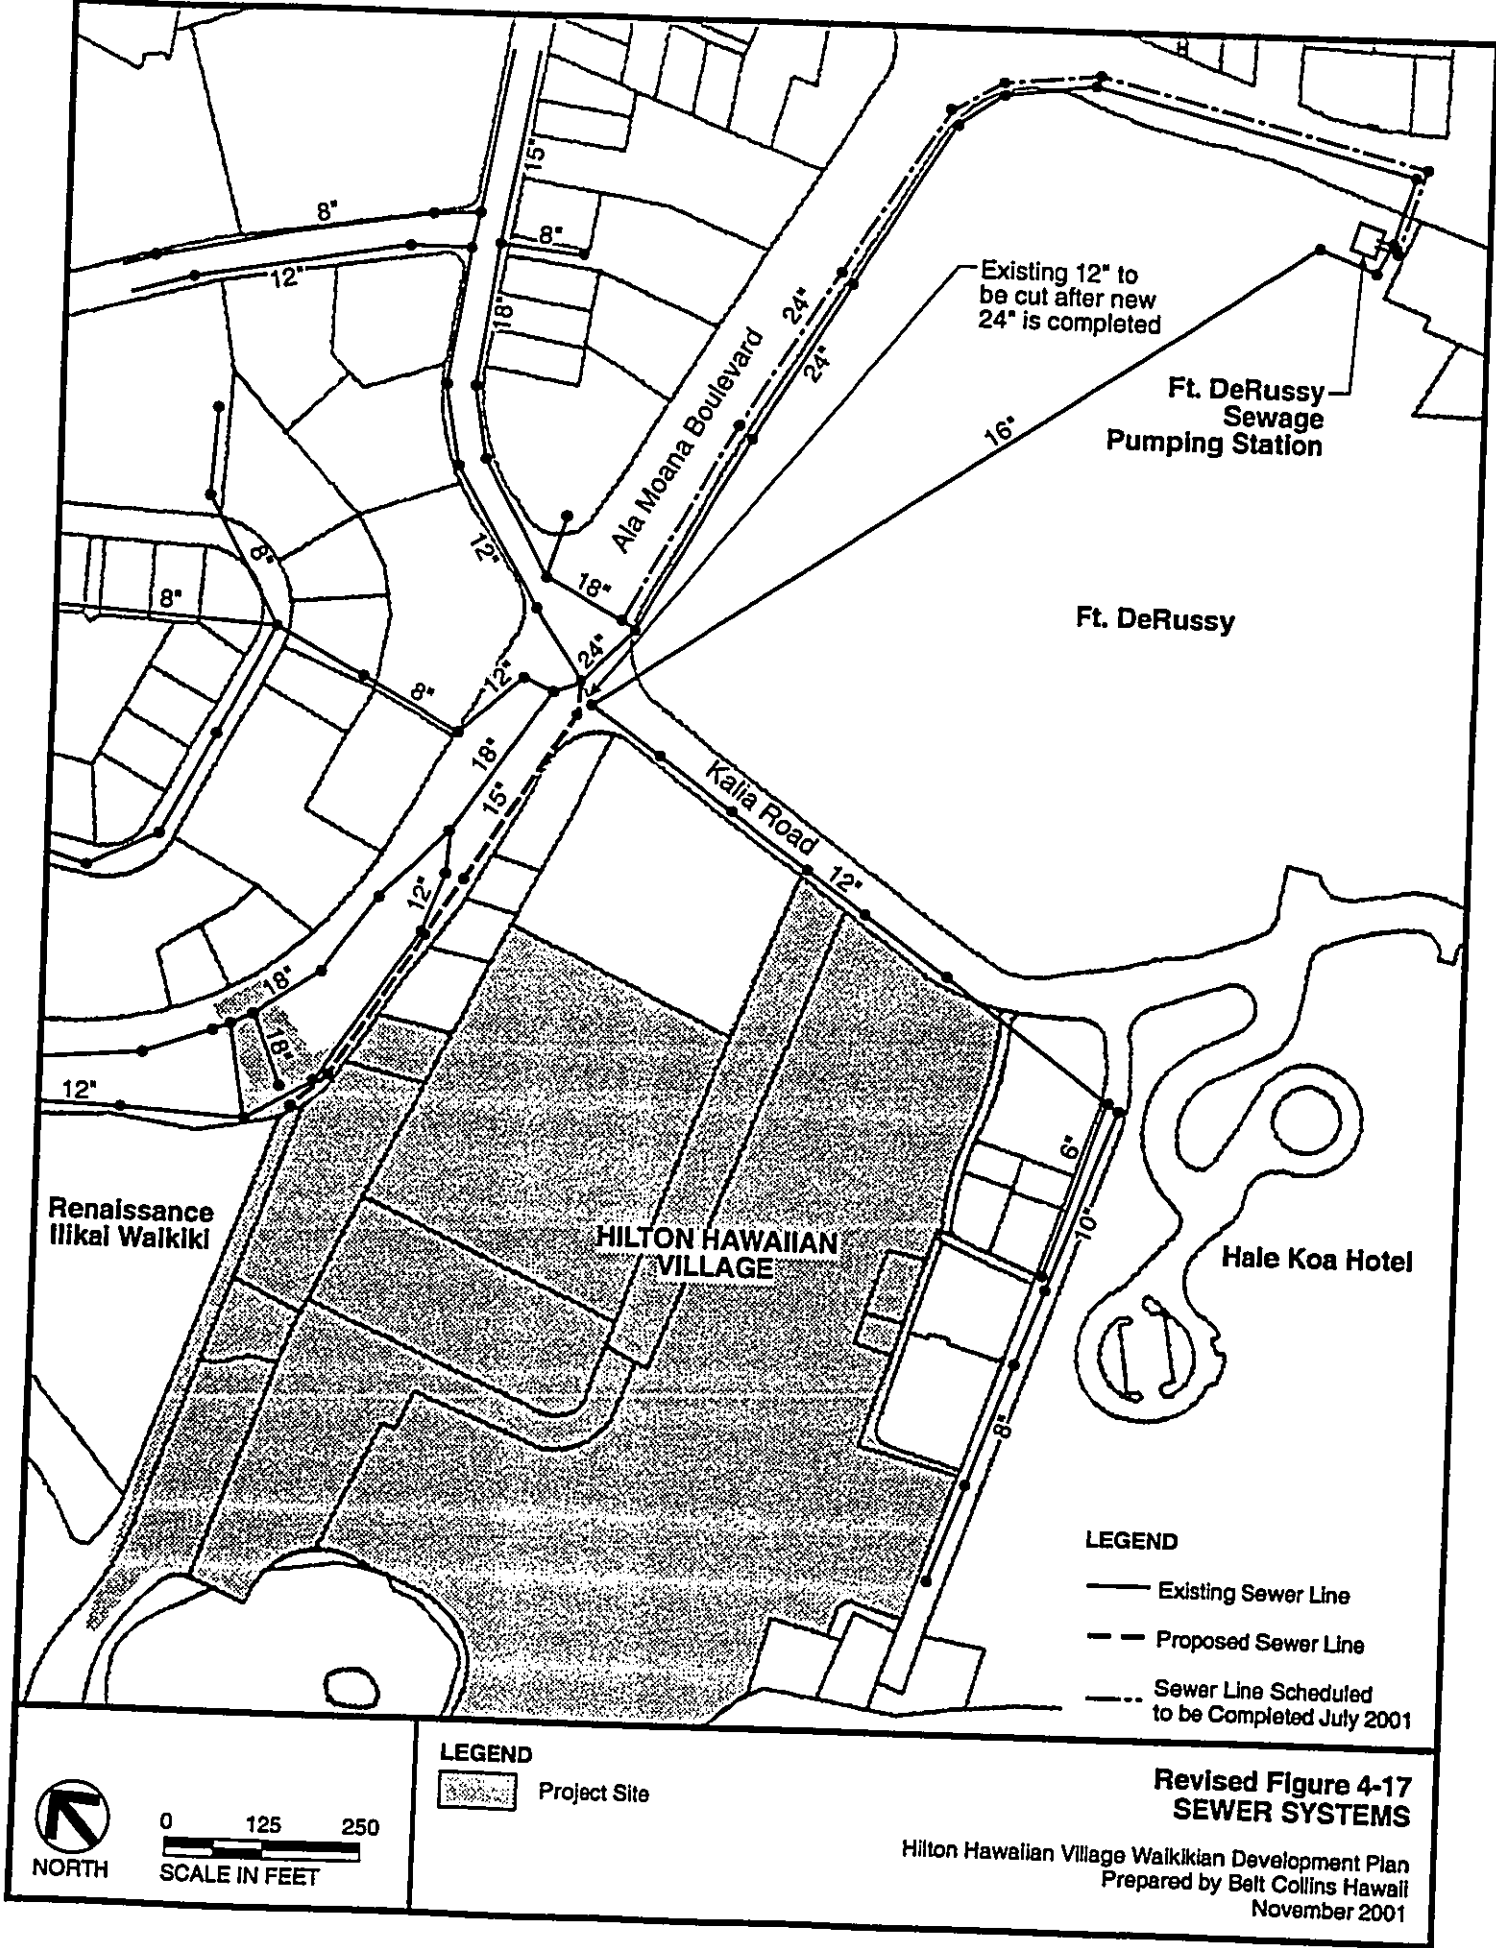 15"
8"
8"
12"
18"
24"
Existing 12" to
be cut after new
24" is completed
Ala Moana Boulevard
24"
Ft. DeRussy
Sewage
Pumping Station
16"
12"
8"
18"
8"
Ft. DeRussy
24"
12"
8"
18"
Kalia Road
15"
12"
12"
18"
18"
12"
6"
Renaissance
Ilikai Waikiki
10"
HILTON HAWAIIAN
VILLAGE
Hale Koa Hotel
8"
LEGEND
Existing Sewer Line
Proposed Sewer Line
Sewer Line Scheduled
to be Completed July 2001
LEGEND
Project Site
NORTH
0 125 250
SCALE IN FEET
Revised Figure 4-17
SEWER SYSTEMS
Hilton Hawaiian Village Waikikian Development Plan
Prepared by Belt Collins Hawaii
November 2001